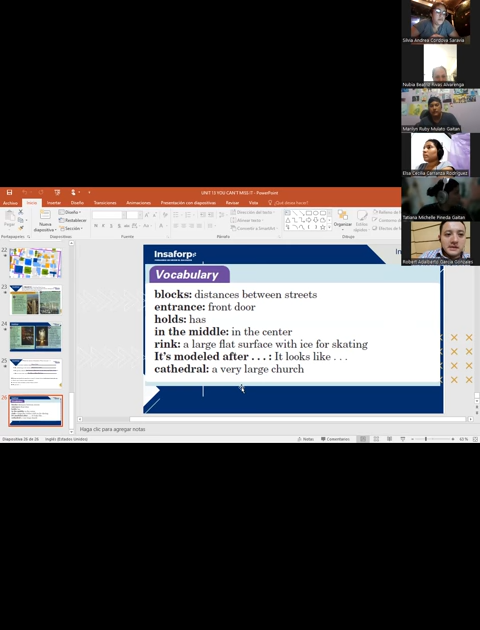 Silvia Andrea Cordova Saravia
Nubia Beatriz Rivas Alvarenga
Marilyn Ruby Mulato Gaitan
Elsa Cecilia Carranza Rodriguez
Tatiana Michelle Pineda Gaitan
Robert Adalberto Garcia Gonzales
UNIT 13 YOU CAN'T MISS IT - PowerPoint
Archivo Inicio Insertar Diseño Transiciones Animaciones Presentación con diapositivas Revisar Vista ¿Qué desea hacer?
Pegar
Nueva diapositiva
Diseño
Sección
Organizar
Portapapeles
Diapositivas
Fuente
Párrafo
Dibujo
22
23
24
25
26
Insaforp
Vocabulary
blocks: distances between streets
entrance: front door
holds: has
in the middle: in the center
rink: a large flat surface with ice for skating
It's modeled after . . . : It looks like . . .
cathedral: a very large church
Haga clic para agregar notas
Diapositiva 26 de 26
Inglés (Estados Unidos)
Notas
Comentarios